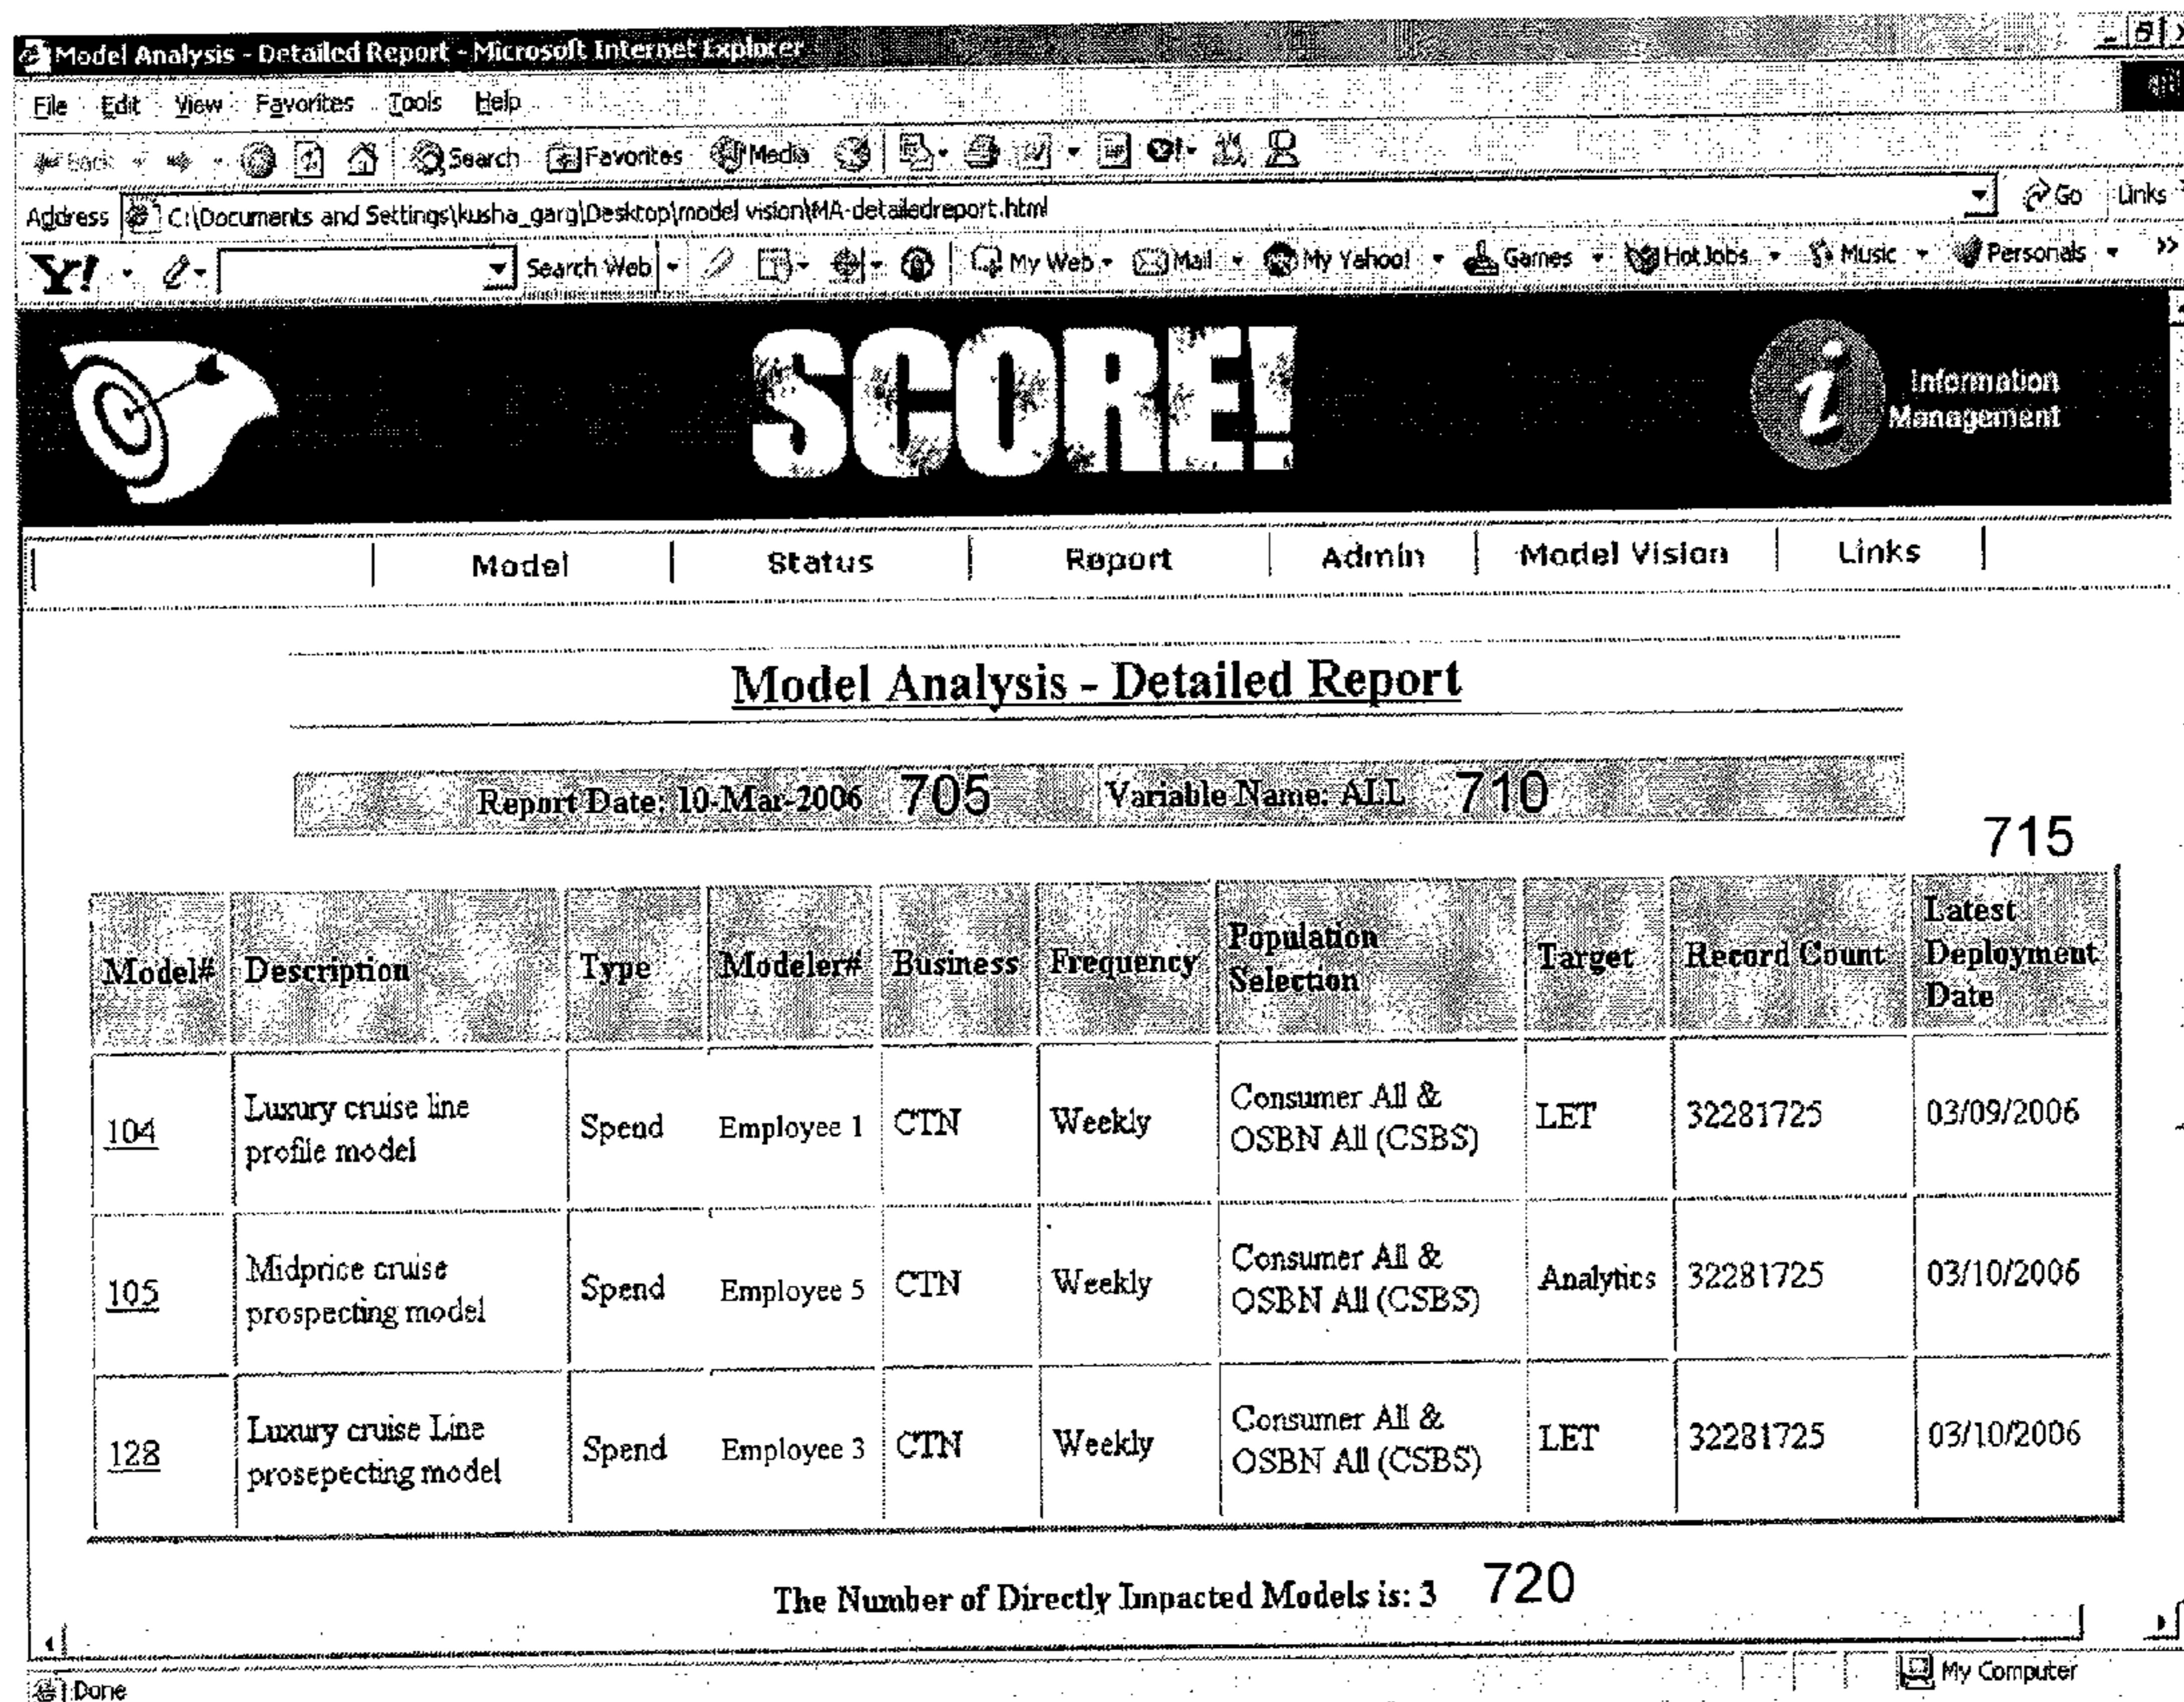 Model Analysis - Detailed Report - Microsoft Internet Explorer
File Edit View Favorites Tools Help
Back Search Favorites Media
Address C:\Documents and Settings\kusha_garg\Desktop\model vision\MA-detailedreport.html Go Links
Y! Search Web My Web Mail My Yahoo! Games HotJobs Music Personals »
SCORE!
i Information
Management
Model Status Report Admin Model Vision Links
Model Analysis - Detailed Report
Report Date: 10-Mar-2006 705 Variable Name: ALL 710
715
Model# Description Type Modeler# Business Frequency Population Selection Target Record Count Latest Deployment Date
104 Luxury cruise line profile model Spend Employee 1 CTN Weekly Consumer All & OSBN All (CSBS) LET 32281725 03/09/2006
105 Midprice cruise prospecting model Spend Employee 5 CTN Weekly Consumer All & OSBN All (CSBS) Analytics 32281725 03/10/2006
128 Luxury cruise Line prosepecting model Spend Employee 3 CTN Weekly Consumer All & OSBN All (CSBS) LET 32281725 03/10/2006
The Number of Directly Impacted Models is: 3 720
Done My Computer